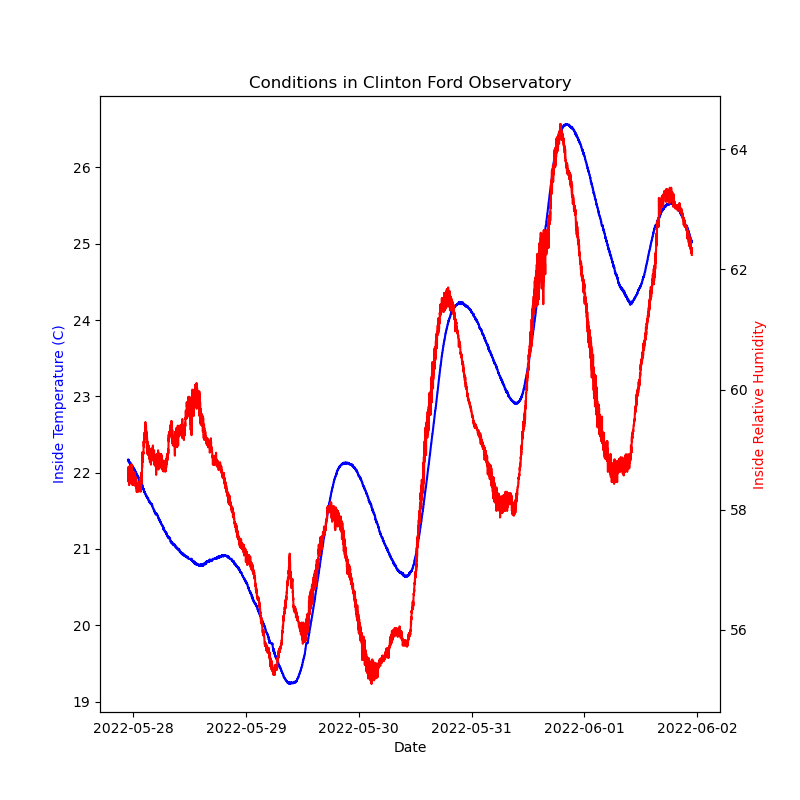 Conditions in Clinton Ford Observatory
Inside Temperature (C)
26
25
24
23
22
21
20
19
64
62
60
58
56
Inside Relative Humidity
2022-05-28 2022-05-29 2022-05-30 2022-05-31 2022-06-01 2022-06-02
Date